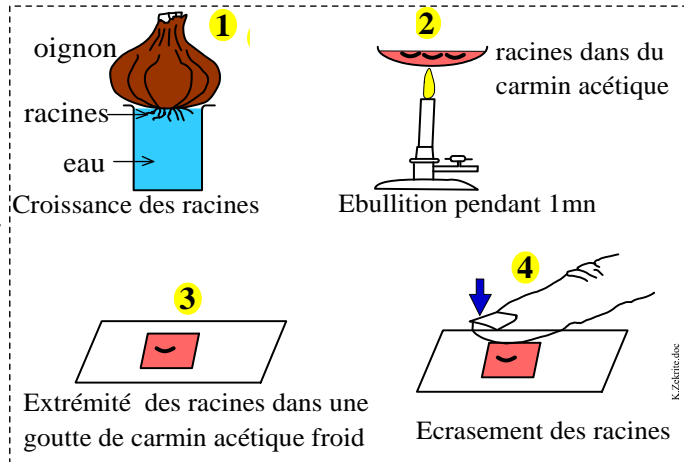 1
oignon
racines
eau
Croissance des racines
2
racines dans du
carmin acétique
Ebullition pendant 1mn
3
Extrémité des racines dans une
goutte de carmin acétique froid
4
Ecrasement des racines
K.Zekrite.doc